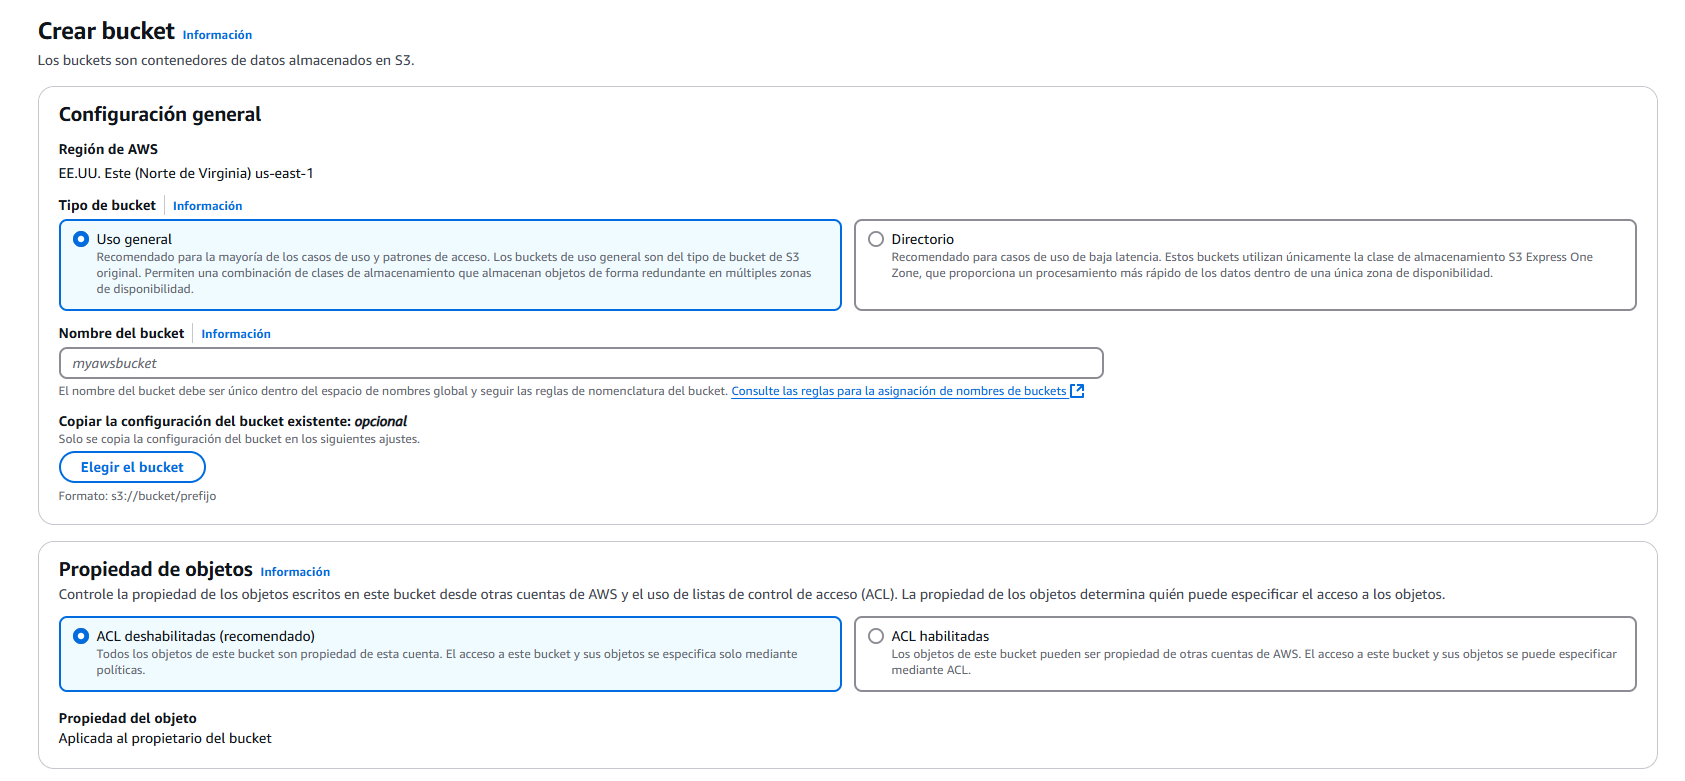 Crear bucket Información
Los buckets son contenedores de datos almacenados en S3.
Configuración general
Región de AWS
EE.UU. Este (Norte de Virginia) us-east-1
Tipo de bucket Información
Uso general
Recomendado para la mayoría de los casos de uso y patrones de acceso. Los buckets de uso general son del tipo de bucket de S3
original. Permiten una combinación de clases de almacenamiento que almacenan objetos de forma redundante en múltiples zonas
de disponibilidad.
Directorio
Recomendado para casos de uso de baja latencia. Estos buckets utilizan únicamente la clase de almacenamiento S3 Express One
Zone, que proporciona un procesamiento más rápido de los datos dentro de una única zona de disponibilidad.
Nombre del bucket Información
myawsbucket
El nombre del bucket debe ser único dentro del espacio de nombres global y seguir las reglas de nomenclatura del bucket. Consulte las reglas para la asignación de nombres de buckets
Copiar la configuración del bucket existente: opcional
Solo se copia la configuración del bucket en los siguientes ajustes.
Elegir el bucket
Formato: s3://bucket/prefijo
Propiedad de objetos Información
Controle la propiedad de los objetos escritos en este bucket desde otras cuentas de AWS y el uso de listas de control de acceso (ACL). La propiedad de los objetos determina quién puede especificar el acceso a los objetos.
ACL deshabilitadas (recomendado)
Todos los objetos de este bucket son propiedad de esta cuenta. El acceso a este bucket y sus objetos se especifica solo mediante
políticas.
ACL habilitadas
Los objetos de este bucket pueden ser propiedad de otras cuentas de AWS. El acceso a este bucket y sus objetos se puede especificar
mediante ACL.
Propiedad del objeto
Aplicada al propietario del bucket